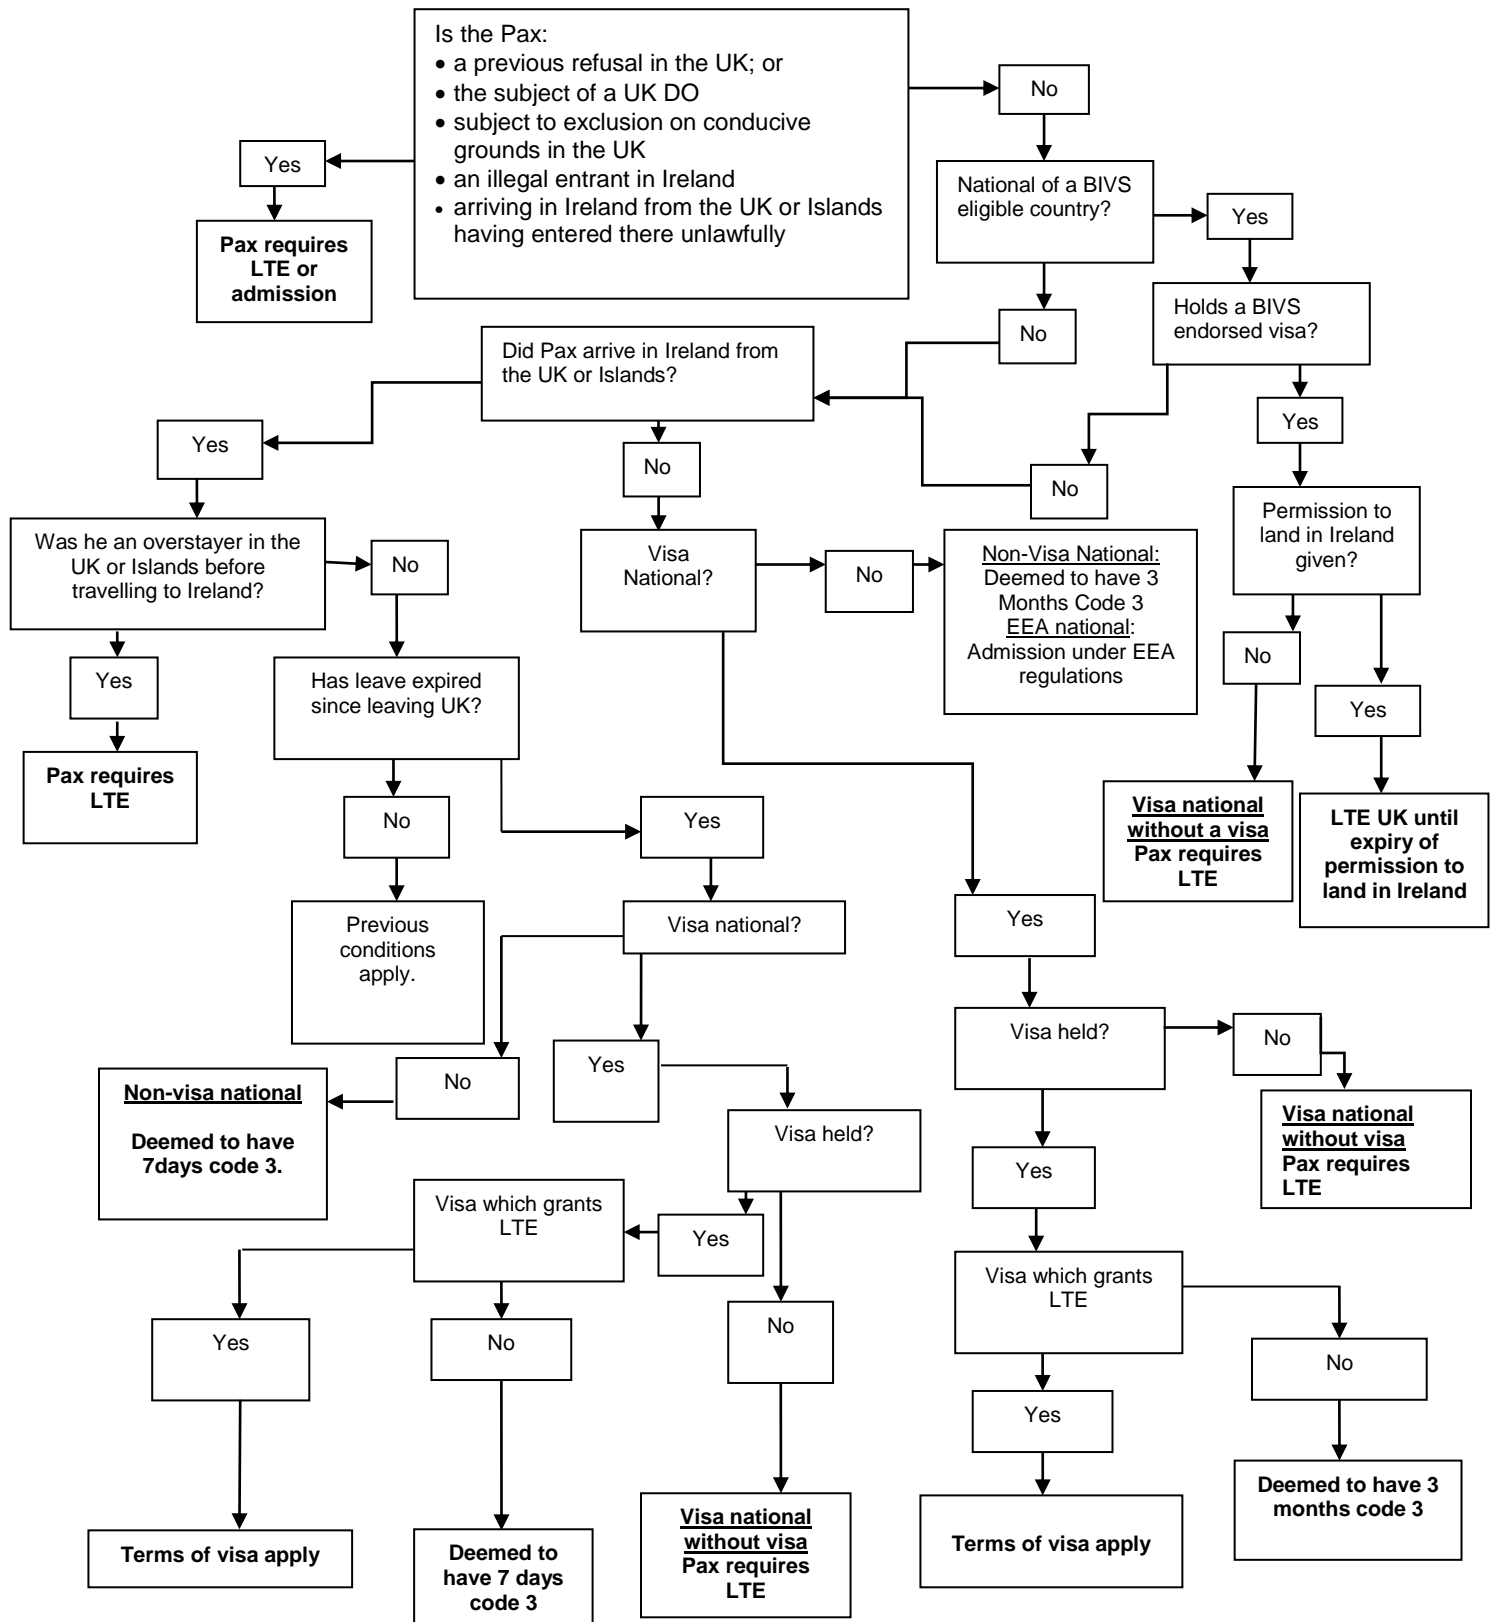 Is the Pax:
• a previous refusal in the UK; or
• the subject of a UK DO
• subject to exclusion on conducive
grounds in the UK
• an illegal entrant in Ireland
• arriving in Ireland from the UK or Islands
having entered there unlawfully
No
Yes
Pax requires
LTE or
admission
National of a BIVS
eligible country?
Yes
No
Holds a BIVS
endorsed visa?
Did Pax arrive in Ireland from
the UK or Islands?
Yes
Yes
No
No
Permission to
land in Ireland
given?
Was he an overstayer in the
UK or Islands before
travelling to Ireland?
No
Visa
National?
No
Non-Visa National:
Deemed to have 3
Months Code 3
EEA national:
Admission under EEA
regulations
No
Yes
Yes
Has leave expired
since leaving UK?
Pax requires
LTE
No
Yes
Visa national
without a visa
Pax requires
LTE
LTE UK until
expiry of
permission to
land in Ireland
Previous
conditions
apply.
Visa national?
Yes
Visa held?
No
Yes
No
Non-visa national
Deemed to have
7days code 3.
Visa held?
Visa national
without visa
Pax requires
LTE
Yes
Visa which grants
LTE
Yes
Visa which grants
LTE
Yes
No
No
No
Yes
Terms of visa apply
Deemed to
have 7 days
code 3
Visa national
without visa
Pax requires
LTE
Terms of visa apply
Deemed to have 3
months code 3